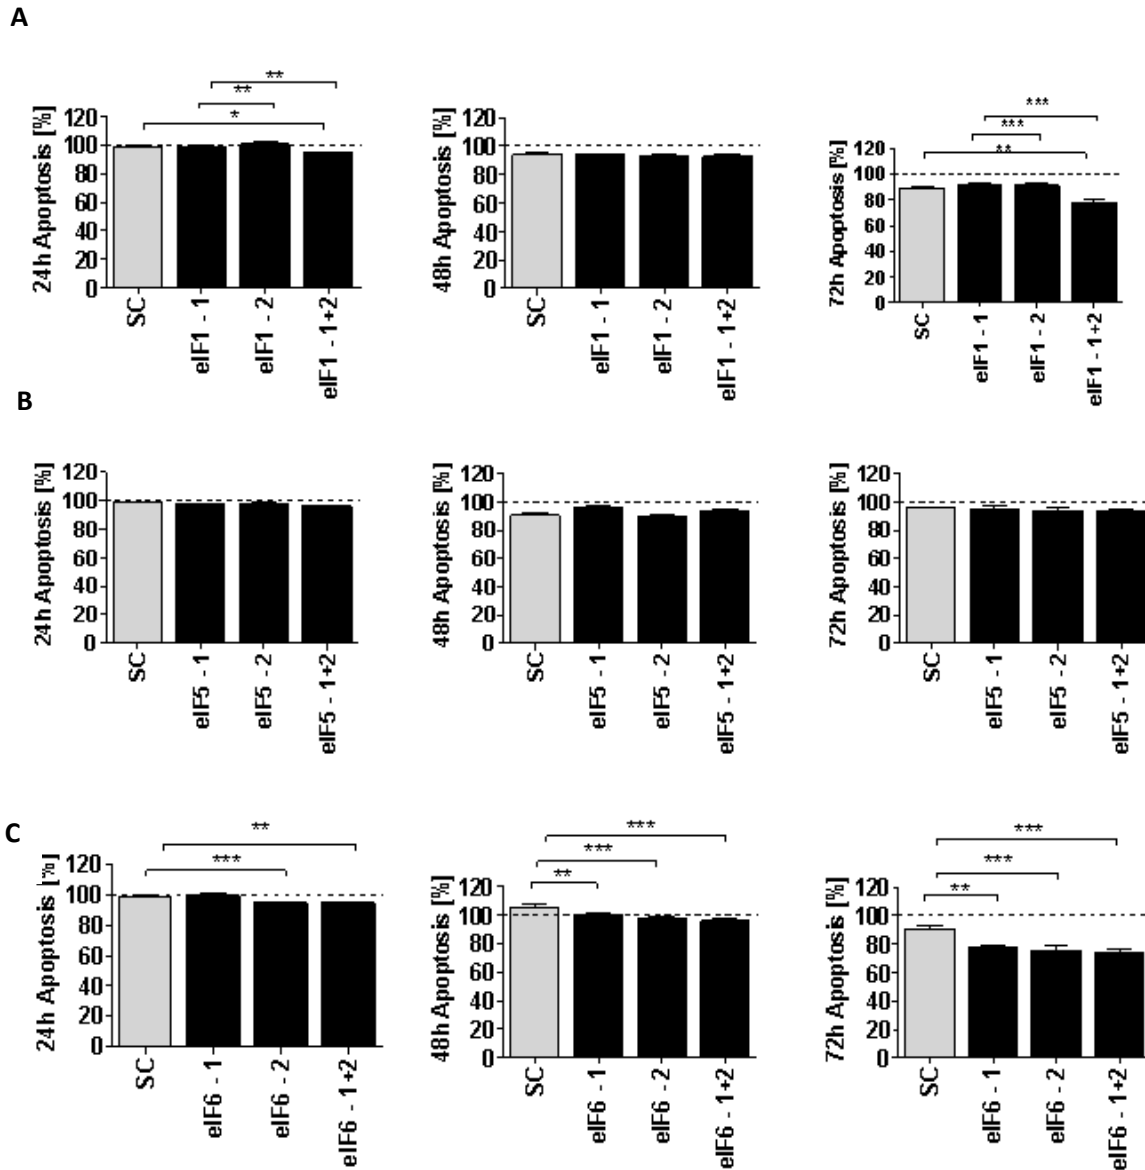 A
24h Apoptosis [%]
120
100
80
60
40
20
0
**
**
*
SC
eIF1 - 1
eIF1 - 2
eIF1 - 1+2
48h Apoptosis [%]
120
100
80
60
40
20
0
SC
eIF1 - 1
eIF1 - 2
eIF1 - 1+2
72h Apoptosis [%]
120
100
80
60
40
20
0
***
***
**
SC
eIF1 - 1
eIF1 - 2
eIF1 - 1+2
B
24h Apoptosis [%]
120
100
80
60
40
20
0
SC
eIF5 - 1
eIF5 - 2
eIF5 - 1+2
48h Apoptosis [%]
120
100
80
60
40
20
0
SC
eIF5 - 1
eIF5 - 2
eIF5 - 1+2
72h Apoptosis [%]
120
100
80
60
40
20
0
SC
eIF5 - 1
eIF5 - 2
eIF5 - 1+2
C
24h Apoptosis [%]
120
100
80
60
40
20
0
**
***
SC
eIF6 - 1
eIF6 - 2
eIF6 - 1+2
48h Apoptosis [%]
120
100
80
60
40
20
0
***
***
**
SC
eIF6 - 1
eIF6 - 2
eIF6 - 1+2
72h Apoptosis [%]
120
100
80
60
40
20
0
***
***
**
SC
eIF6 - 1
eIF6 - 2
eIF6 - 1+2